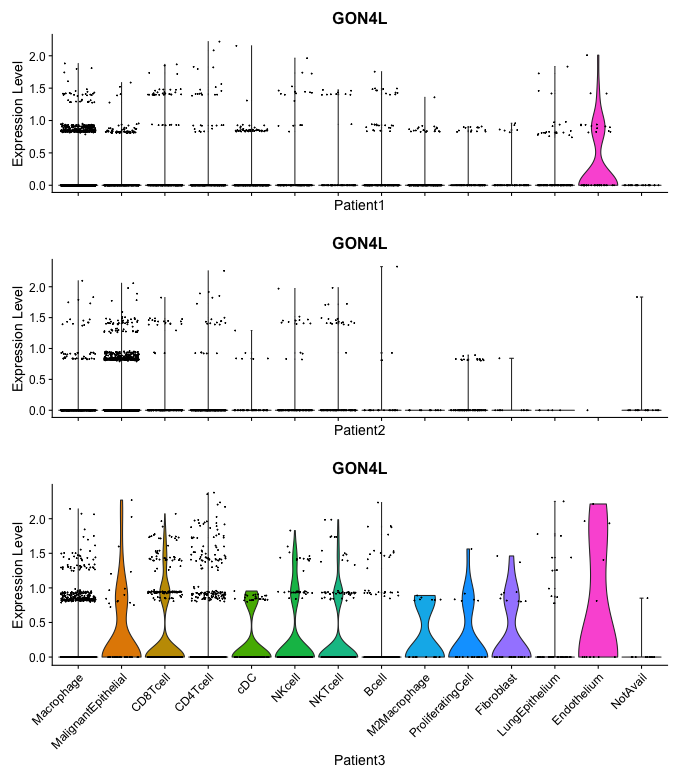 GON4L
2.0
1.5
1.0
0.5
0.0
Expression Level
Patient1
GON4L
2.0
1.5
1.0
0.5
0.0
Expression Level
Patient2
GON4L
2.0
1.5
1.0
0.5
0.0
Expression Level
Macrophage
MalignantEpithelial
CD8Tcell
CD4Tcell
cDC
NKcell
NKTcell
Bcell
M2Macrophage
ProliferatingCell
Fibroblast
LungEpithelium
Endothelium
NotAvail
Patient3